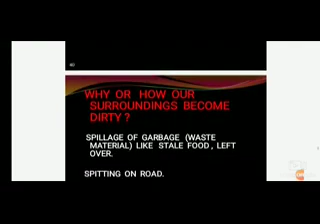 WHY OR HOW OUR
SURROUNDINGS BECOME
DIRTY ?
SPILLAGE OF GARBAGE (WASTE
MATERIAL) LIKE STALE FOOD , LEFT
OVER.
SPITTING ON ROAD.